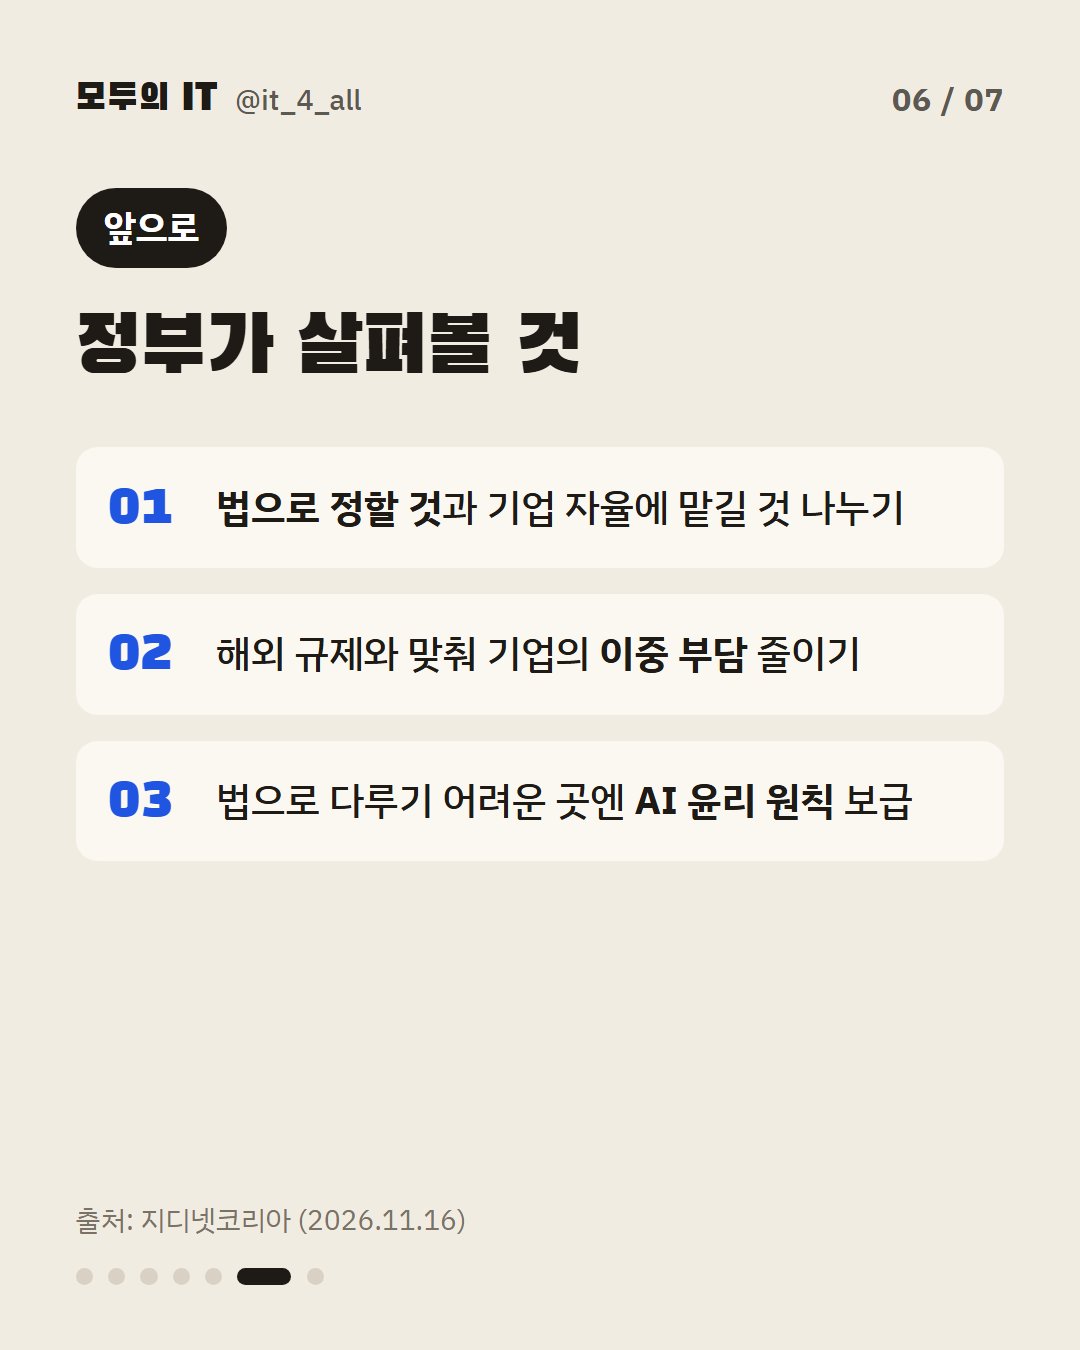 모두의 IT @it_4_all
06 / 07
앞으로
정부가 살펴볼 것
01 법으로 정할 것과 기업 자율에 맡길 것 나누기
02 해외 규제와 맞춰 기업의 이중 부담 줄이기
03 법으로 다루기 어려운 곳엔 AI 윤리 원칙 보급
출처: 지디넷코리아 (2026.11.16)